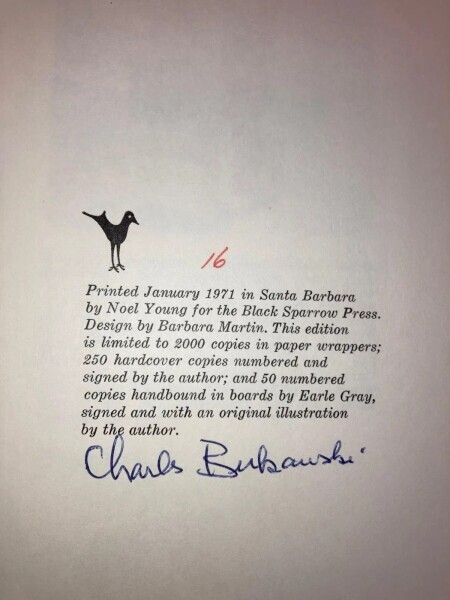 16
Printed January 1971 in Santa Barbara
by Noel Young for the Black Sparrow Press.
Design by Barbara Martin. This edition
is limited to 2000 copies in paper wrappers;
250 hardcover copies numbered and
signed by the author; and 50 numbered
copies handbound in boards by Earle Gray,
signed and with an original illustration
by the author.
Charles Bukowski